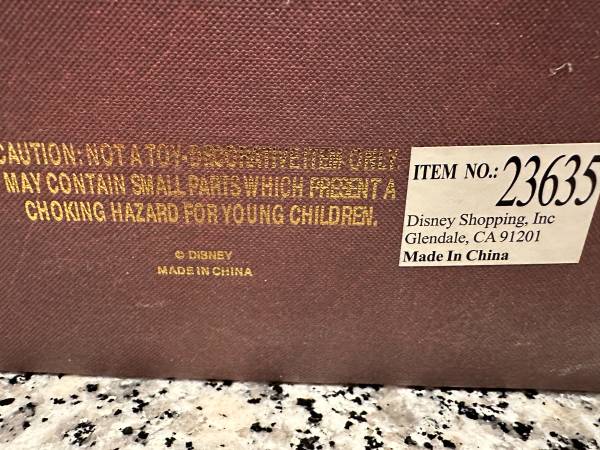 CAUTION: NOT A TOY-DECORATIVE ITEM ONLY
MAY CONTAIN SMALL PARTS WHICH PRESENT A
CHOKING HAZARD FOR YOUNG CHILDREN.
© DISNEY
MADE IN CHINA
ITEM NO.: 23635
Disney Shopping, Inc
Glendale, CA 91201
Made In China